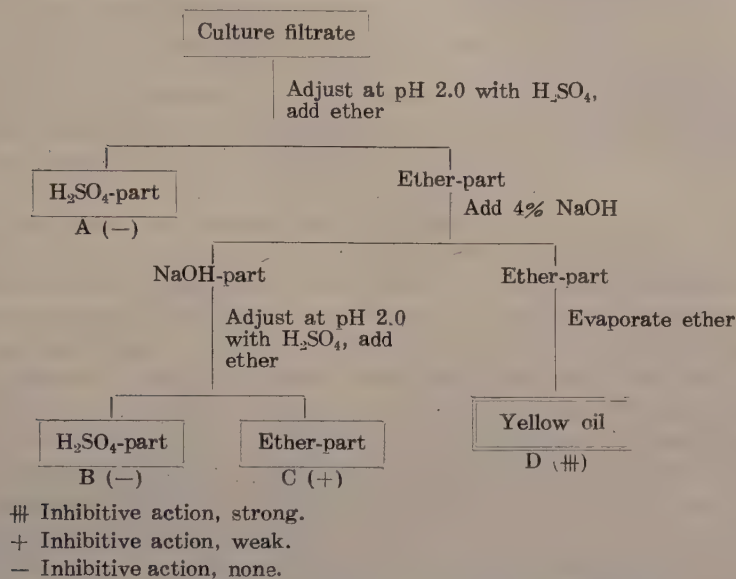 Culture filtrate
Adjust at pH 2.0 with H₂SO₄,
add ether
H₂SO₄-part
A (—)
Ether-part
Add 4% NaOH
NaOH-part
Ether-part
Adjust at pH 2.0
with H₂SO₄, add
ether
Evaporate ether
H₂SO₄-part
B (—)
Ether-part
C (+)
Yellow oil
D (卌)
卌 Inhibitive action, strong.
+ Inhibitive action, weak.
— Inhibitive action, none.